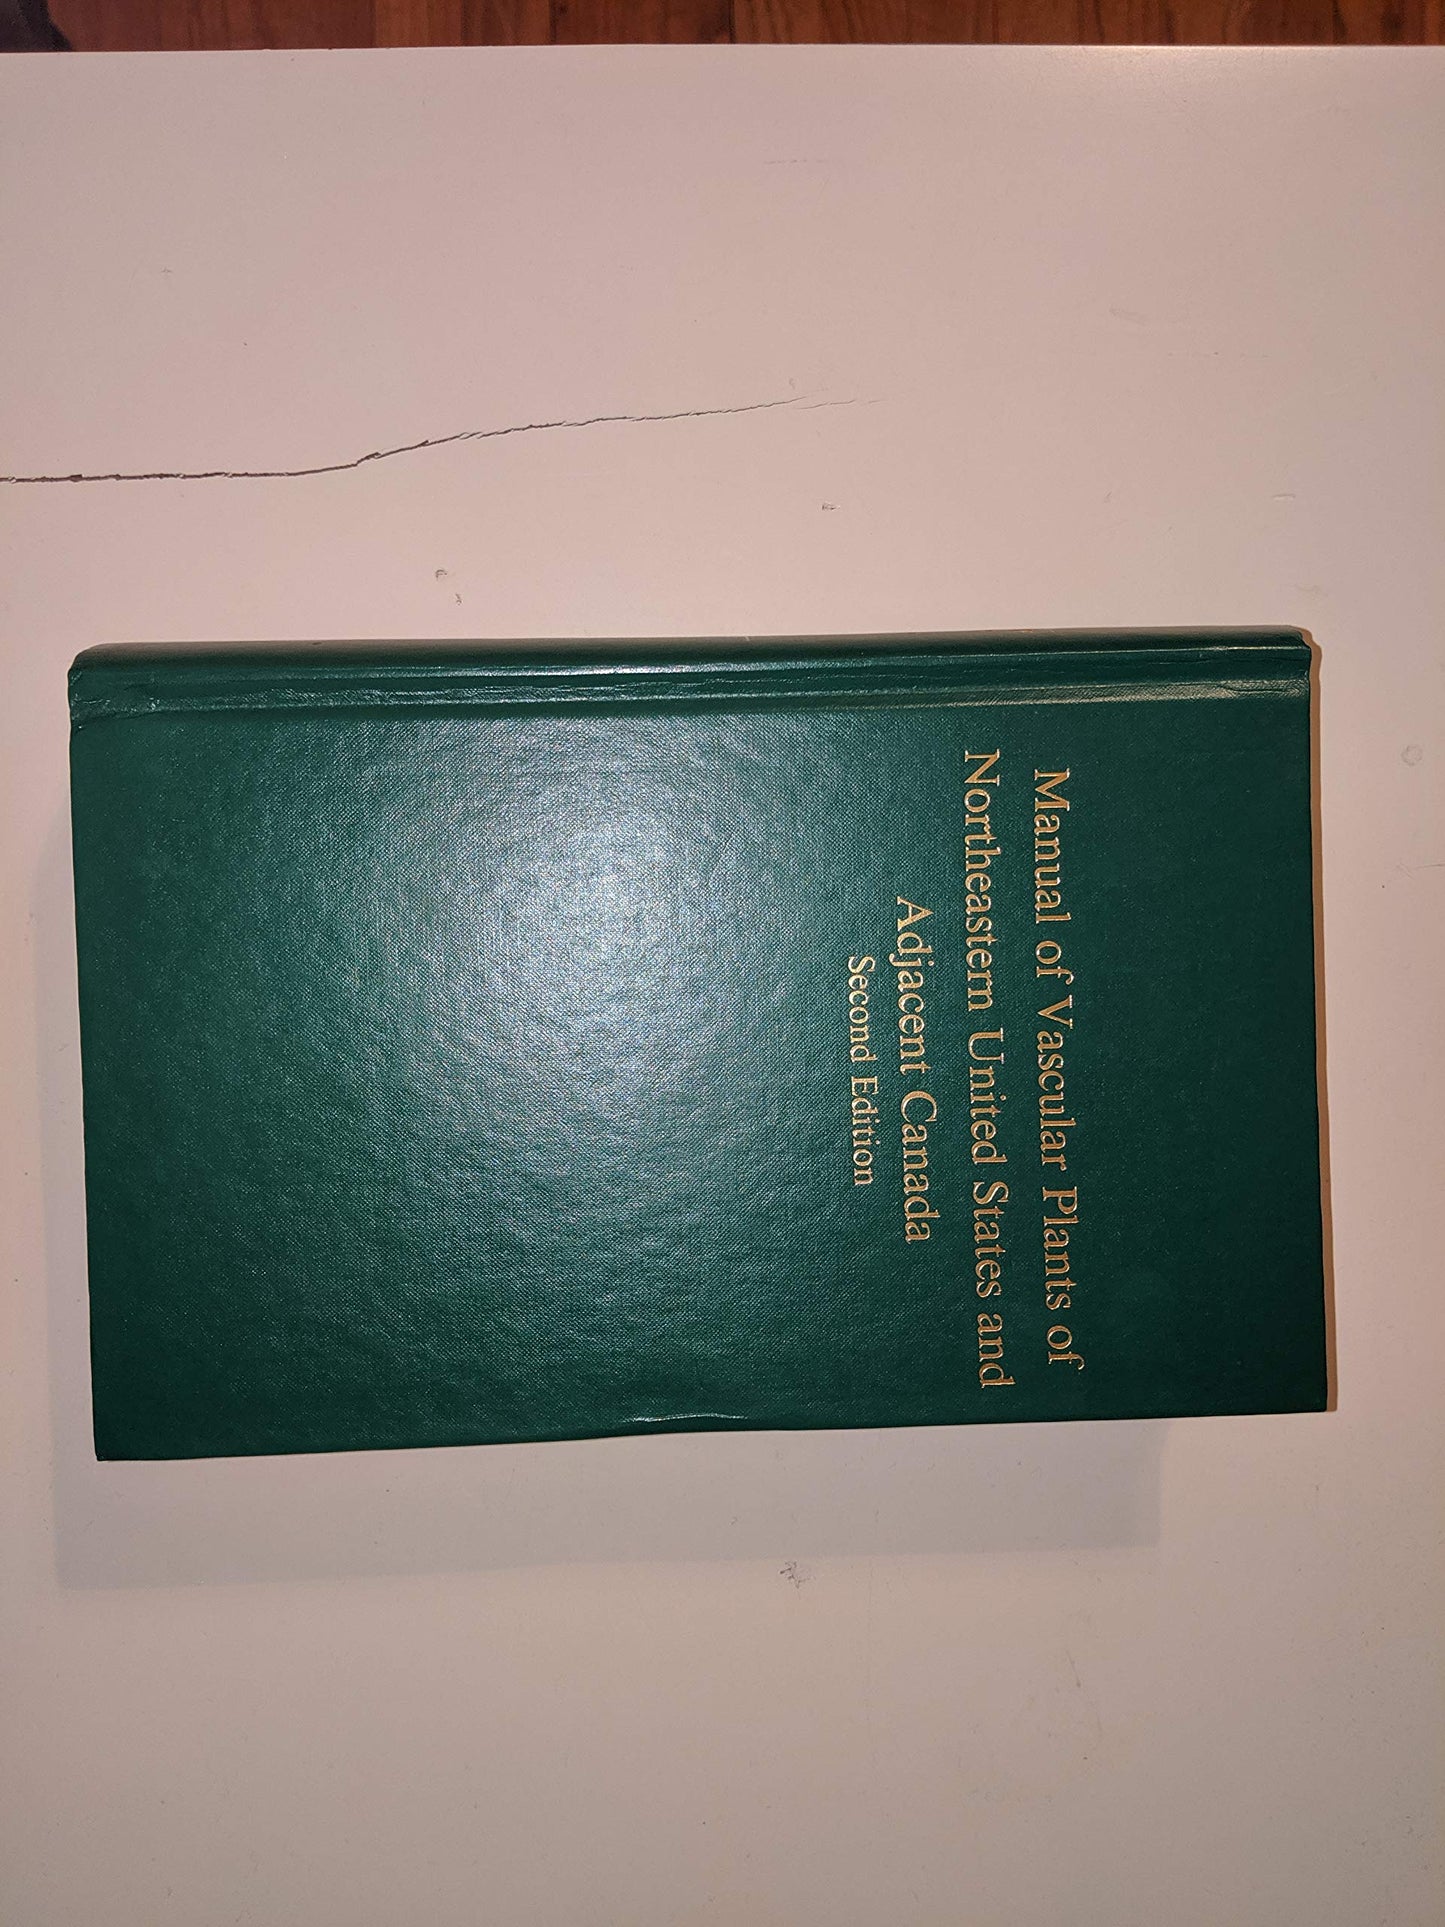 Manual of Vascular Plants of
Northeastern United States and
Adjacent Canada
Second Edition